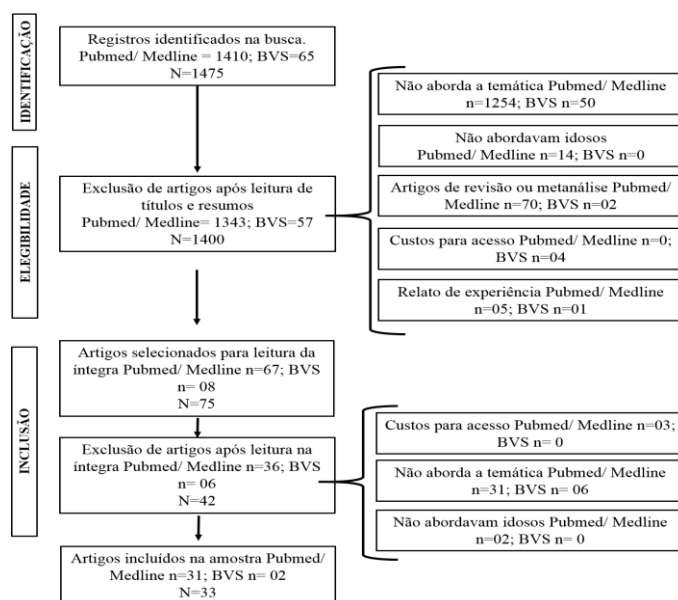 IDENTIFICAÇÃO
Registros identificados na busca.
Pubmed/ Medline = 1410; BVS=65
N=1475
Não aborda a temática Pubmed/ Medline
n=1254; BVS n=50
Não abordavam idosos
Pubmed/ Medline n=14; BVS n=0
ELEGIBILIDADE
Exclusão de artigos após leitura de
títulos e resumos
Pubmed/ Medline= 1343; BVS=57
N=1400
Artigos de revisão ou metanálise Pubmed/
Medline n=70; BVS n=02
Custos para acesso Pubmed/ Medline n=0;
BVS n=04
Relato de experiência Pubmed/ Medline
n=05; BVS n=01
INCLUSÃO
Artigos selecionados para leitura da
íntegra Pubmed/ Medline n=67; BVS
n= 08
N=75
Exclusão de artigos após leitura na
íntegra Pubmed/ Medline n=36; BVS
n= 06
N=42
Custos para acesso Pubmed/ Medline n=03;
BVS n= 0
Não aborda a temática Pubmed/ Medline
n=31; BVS n= 06
Não abordavam idosos Pubmed/ Medline
n=02; BVS n= 0
Artigos incluídos na amostra Pubmed/
Medline n=31; BVS n= 02
N=33